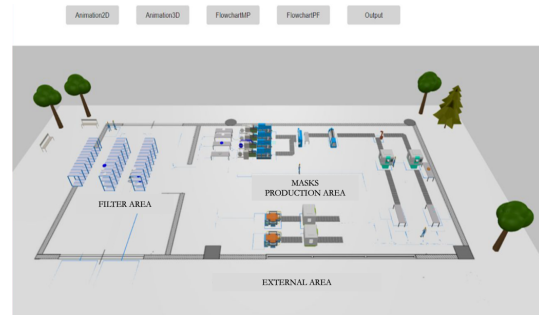 Animation2D
Animation3D
FlowchartMP
FlowchartPF
Output
MASKS
PRODUCTION AREA
FILTER AREA
EXTERNAL AREA